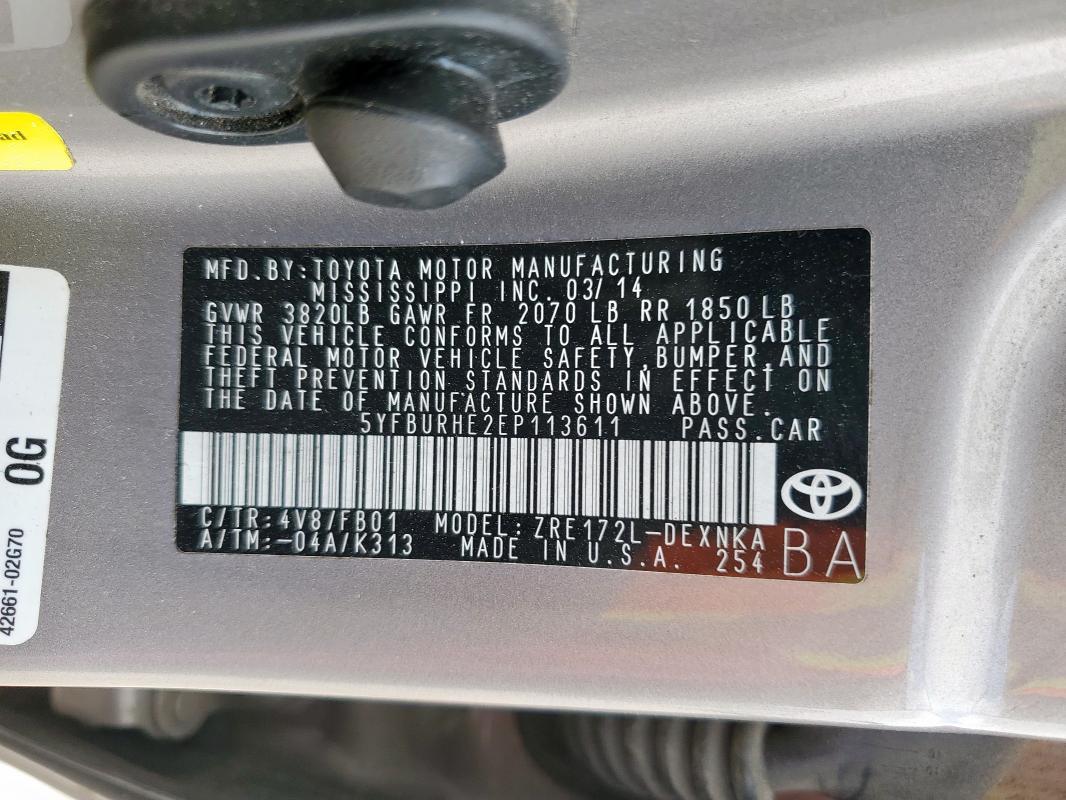 ad
MFD.BY:TOYOTA MOTOR MANUFACTURING
MISSISSIPPI INC. 03/14
GVWR 3820LB GAWR FR 2070 LB RR 1850 LB
THIS VEHICLE CONFORMS TO ALL APPLICABLE
FEDERAL MOTOR VEHICLE SAFETY,BUMPER,AND
THEFT PREVENTION STANDARDS IN EFFECT ON
THE DATE OF MANUFACTURE SHOWN ABOVE.
5YFBURHE2EP113611 PASS.CAR
C/TR:4V8/FB01 MODEL:ZRE172L-DEXNKA
A/TM:-04A/K313 MADE IN U.S.A. 254
BA
0G
42661-02G70